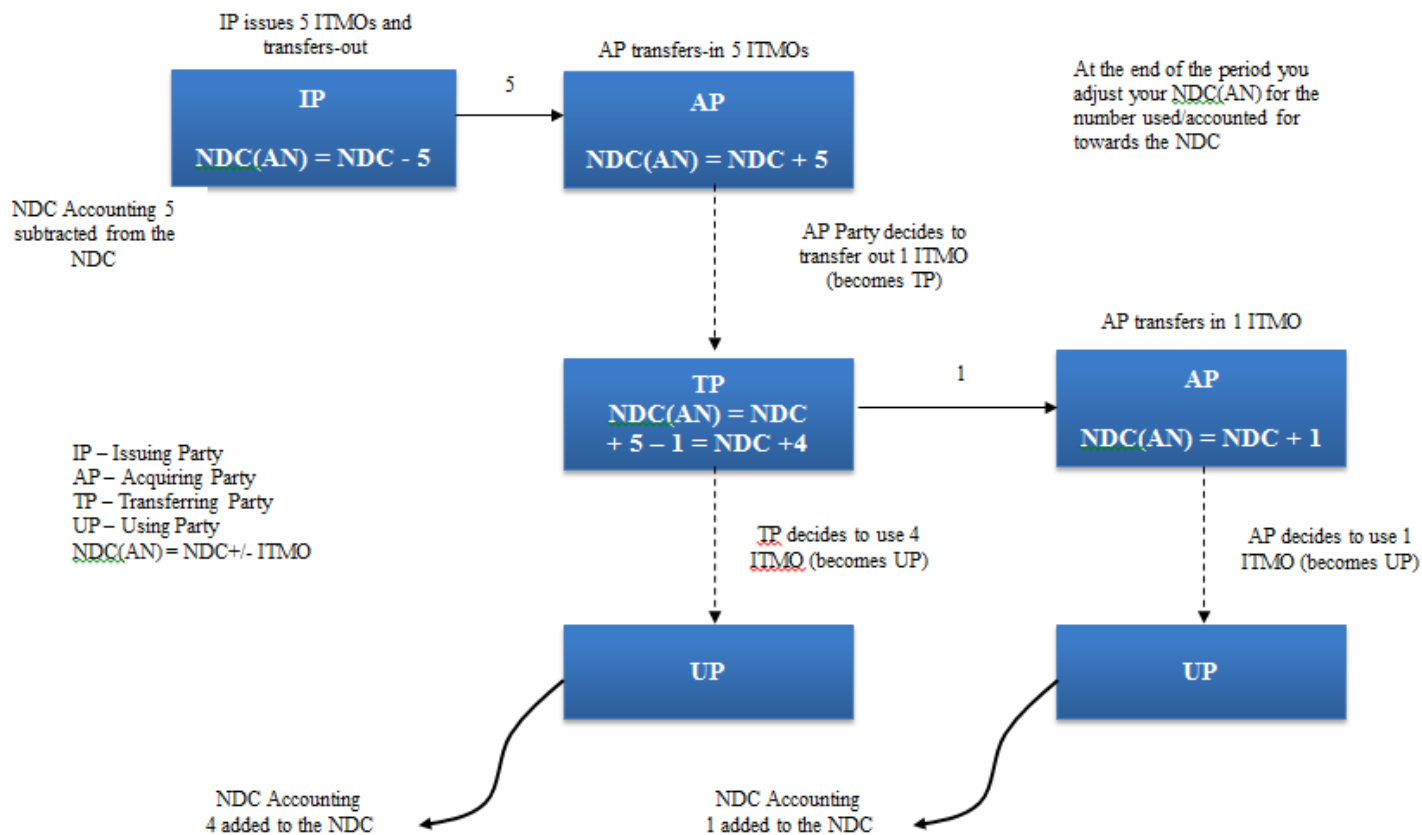 IP issues 5 ITMOs and
transfers-out
AP transfers-in 5 ITMOs
IP
NDC(AN) = NDC - 5
5
AP
NDC(AN) = NDC + 5
At the end of the period you
adjust your NDC(AN) for the
number used/accounted for
towards the NDC
NDC Accounting 5
subtracted from the
NDC
AP Party decides to
transfer out 1 ITMO
(becomes TP)
AP transfers in 1 ITMO
TP
NDC(AN) = NDC
+ 5 – 1 = NDC +4
1
AP
NDC(AN) = NDC + 1
IP – Issuing Party
AP – Acquiring Party
TP – Transferring Party
UP – Using Party
NDC(AN) = NDC+/- ITMO
TP decides to use 4
ITMO (becomes UP)
AP decides to use 1
ITMO (becomes UP)
UP
UP
NDC Accounting
4 added to the NDC
NDC Accounting
1 added to the NDC